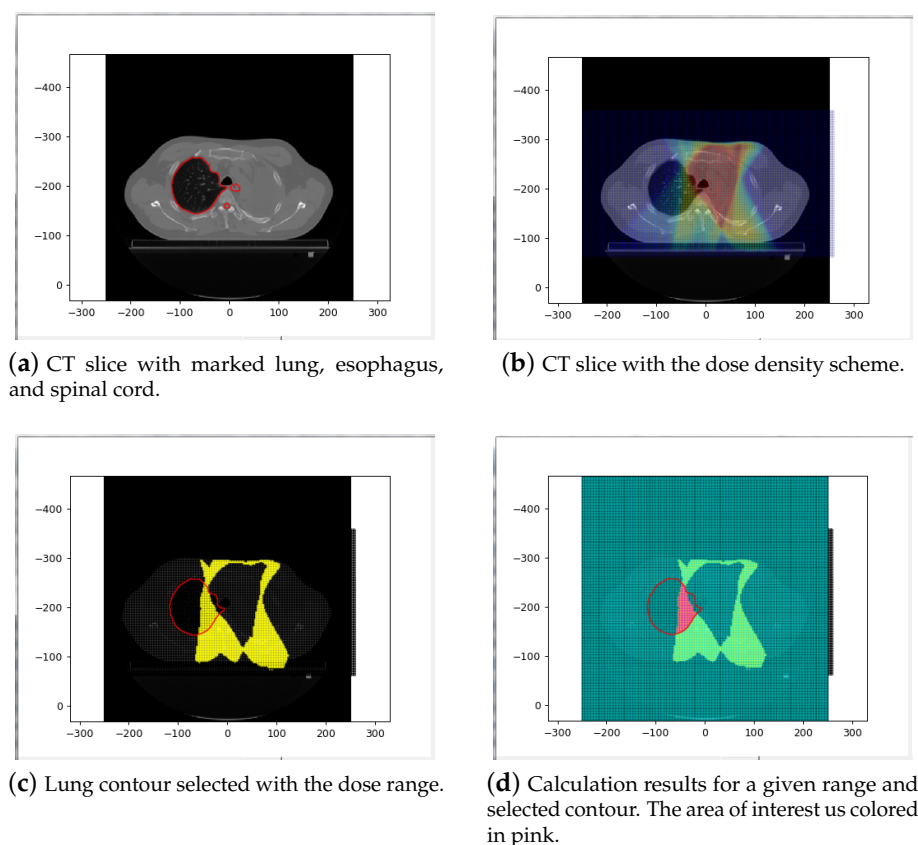 −400
−300
−200
−100
0
−300 −200 −100 0 100 200 300
(a) CT slice with marked lung, esophagus,
and spinal cord.
−400
−300
−200
−100
0
−300 −200 −100 0 100 200 300
(b) CT slice with the dose density scheme.
−400
−300
−200
−100
0
−300 −200 −100 0 100 200 300
(c) Lung contour selected with the dose range.
−400
−300
−200
−100
0
−300 −200 −100 0 100 200 300
(d) Calculation results for a given range and
selected contour. The area of interest us colored
in pink.